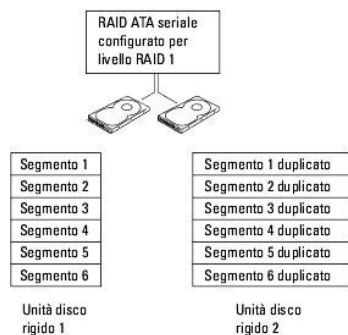 RAID ATA seriale
configurato per
livello RAID 1
Segmento 1
Segmento 2
Segmento 3
Segmento 4
Segmento 5
Segmento 6
Segmento 1 duplicato
Segmento 2 duplicato
Segmento 3 duplicato
Segmento 4 duplicato
Segmento 5 duplicato
Segmento 6 duplicato
Unità disco
rigido 1
Unità disco
rigido 2